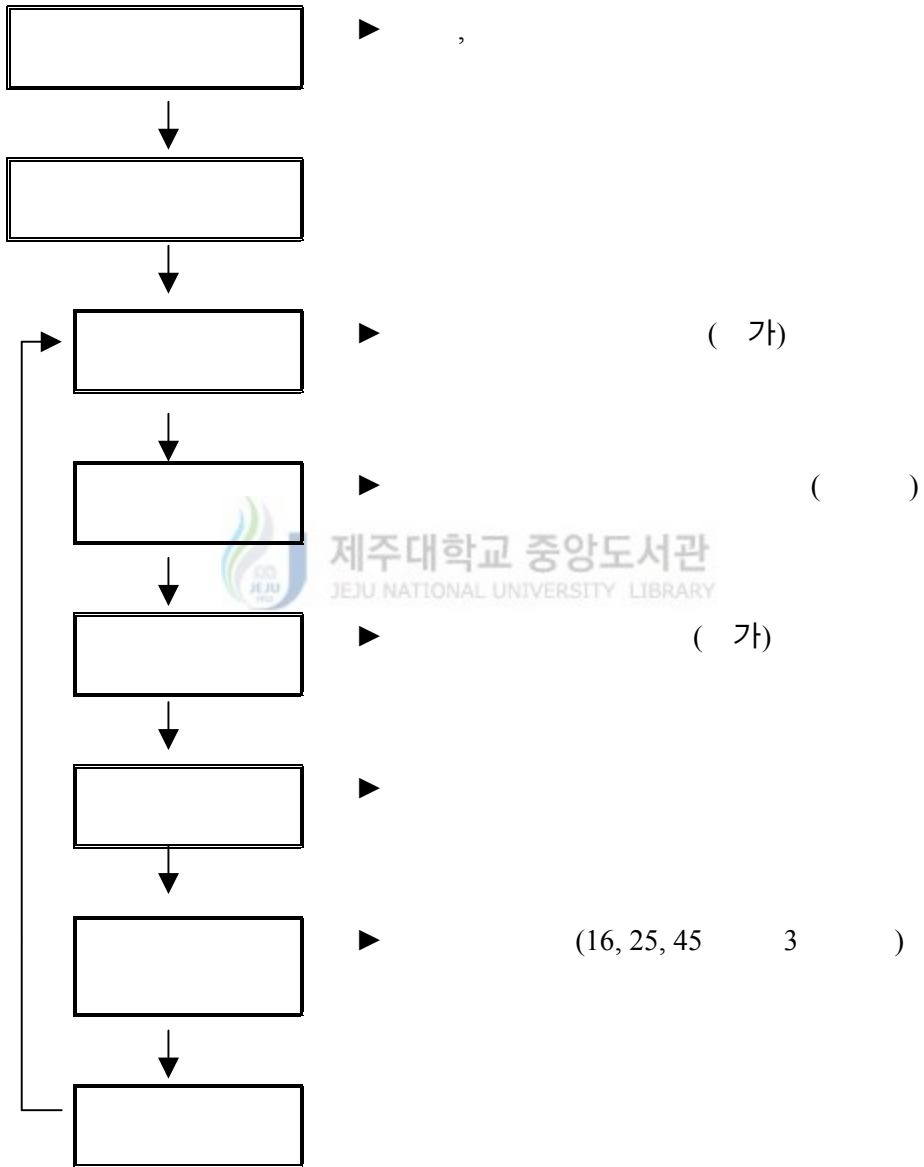 ► ,
► ( 가)
► ( )
제주대학교 중앙도서관
JEJU NATIONAL UNIVERSITY LIBRARY
► ( 가)
►
► (16, 25, 45 3 )